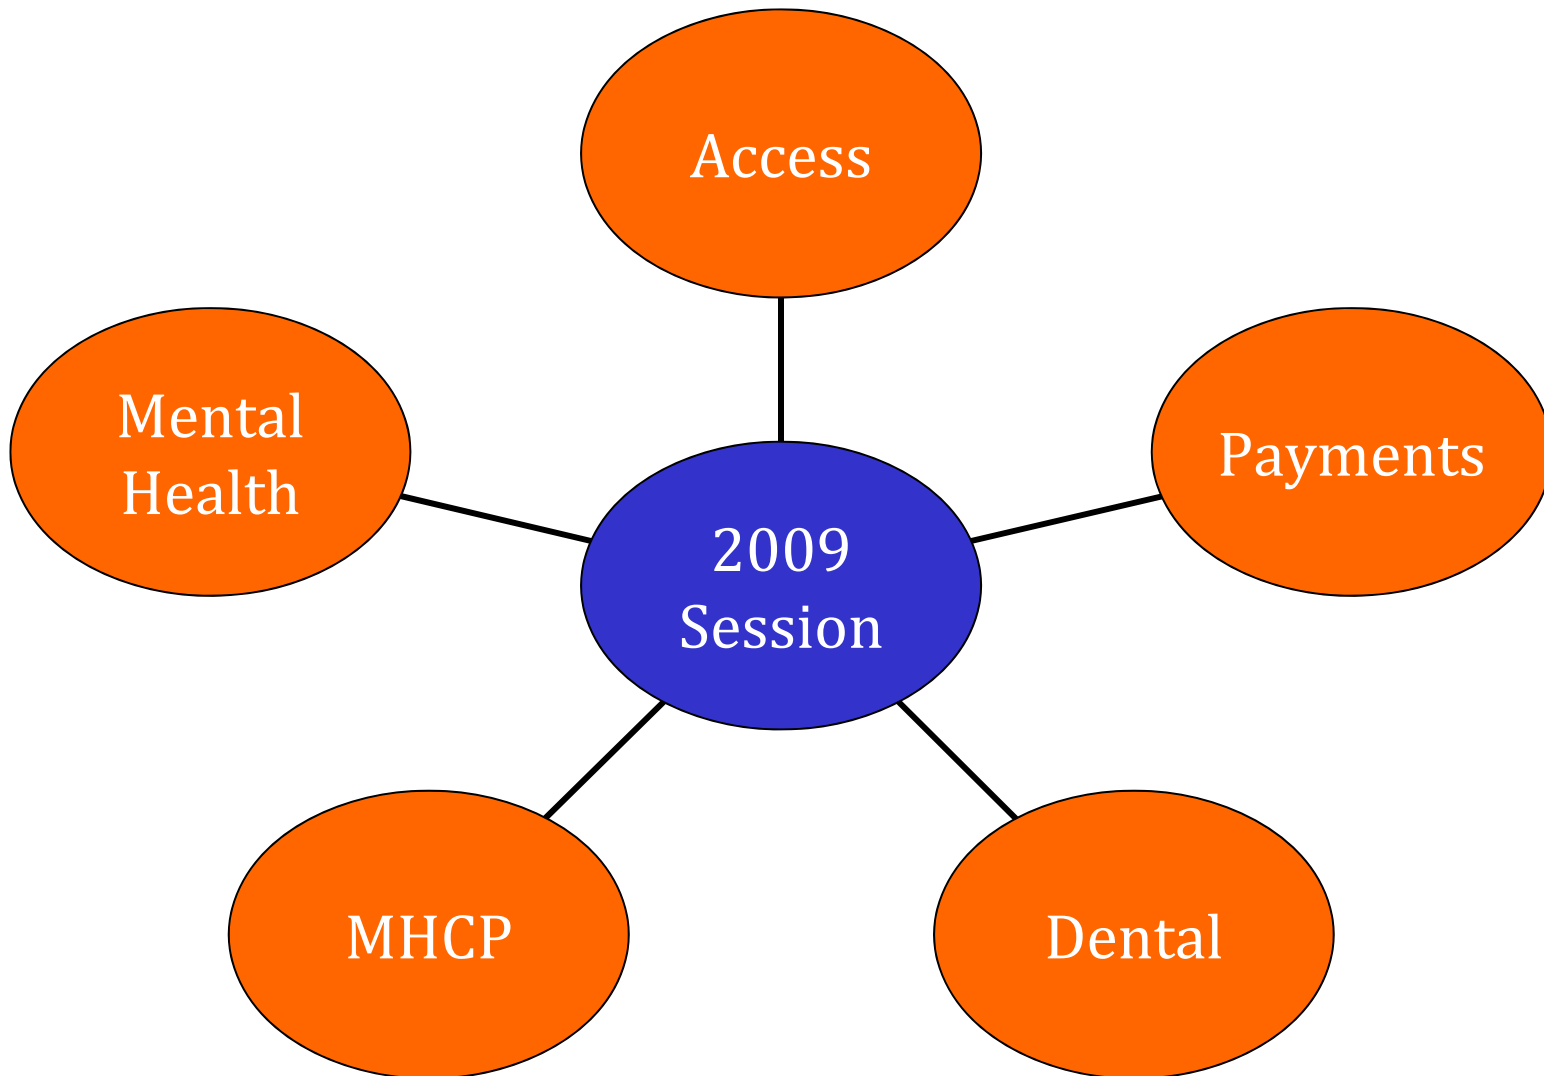 Access
Mental
Health
Payments
2009
Session
MHCP
Dental